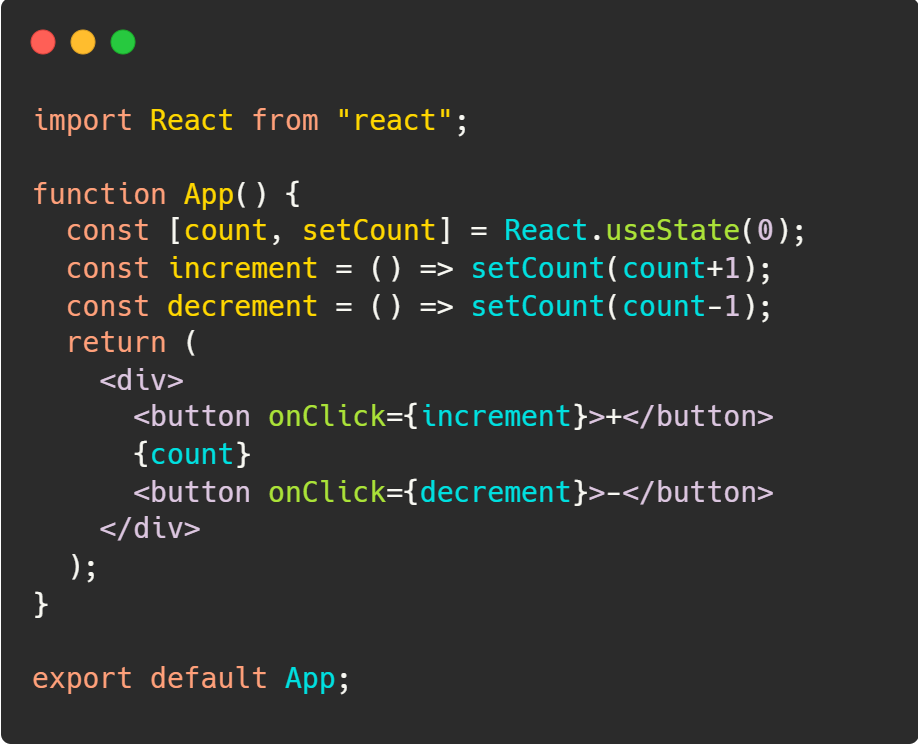 import React from "react";

function App() {
  const [count, setCount] = React.useState(0);
  const increment = () => setCount(count+1);
  const decrement = () => setCount(count-1);
  return (
    <div>
      <button onClick={increment}>+</button>
      {count}
      <button onClick={decrement}>-</button>
    </div>
  );
}

export default App;